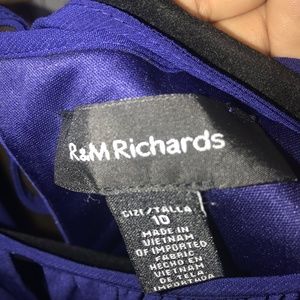 R&M Richards
SIZE/TALLA
10
MADE IN
VIETNAM
OF IMPORTED
FABRIC
HECHO EN
VIETNAM
DE TELA
IMPORTADA